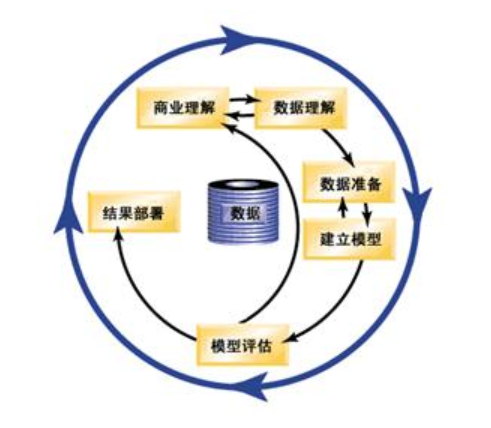 商业理解
数据理解
数据准备
结果部署
数据
建立模型
模型评估